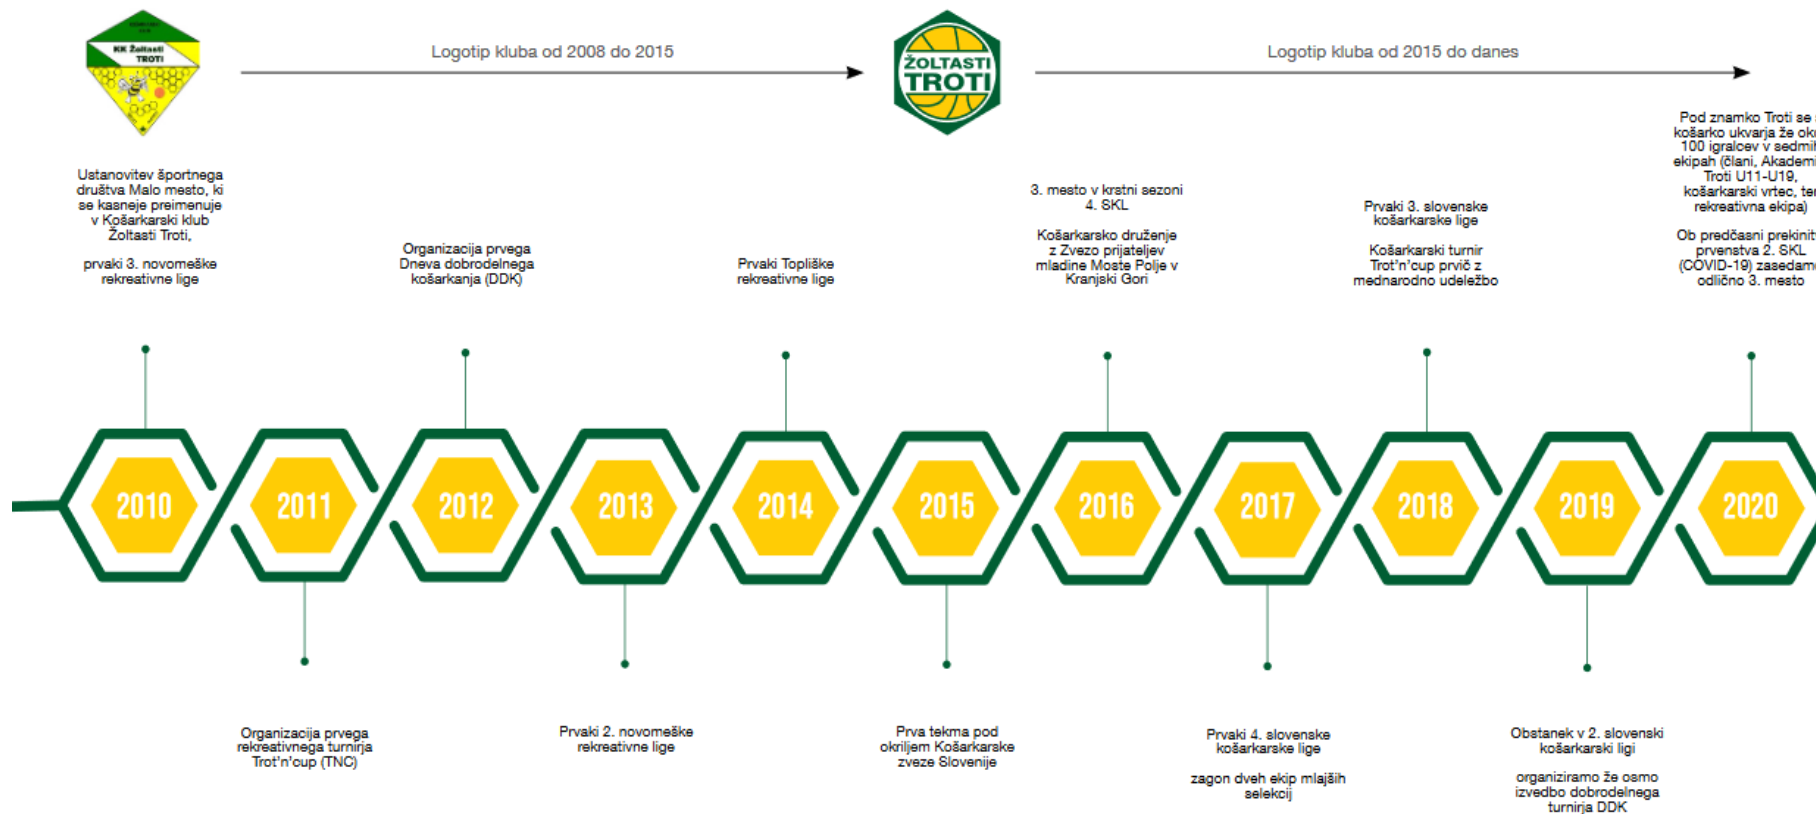 KK Žoltasti
TROTI
Logotip kluba od 2008 do 2015
ŽOLTASTI
TROTI
Logotip kluba od 2015 do danes
Ustanovitev športnega
društva Malo mesto, ki
se kasneje preimenuje
v Košarkarski klub
Žoltasti Troti,
prvaki 3. novomeške
rekreativne lige
Organizacija prvega
Dneva dobrodelnega
košarkanja (DDK)
Prvaki Topliške
rekreativne lige
3. mesto v krstni sezoni
4. SKL
Košarkarsko druženje
z Zvezo prijateljev
mladine Moste Polje v
Kranjski Gori
Prvaki 3. slovenske
košarkarske lige
Košarkarski turnir
Trot'n'cup prvič z
mednarodno udeležbo
Pod znamko Troti se
košarko ukvarja že
100 igralcev v
ekipah (člani,
Troti U11-U19,
košarkarski vrtec,
rekreativna ekipa)
Ob predčasni
prvenstva 2. SKL
(COVID-19)
odlično 3. mesto
2010
2011
2012
2013
2014
2015
2016
2017
2018
2019
2020
Organizacija prvega
rekreativnega turnirja
Trot'n'cup (TNC)
Prvaki 2. novomeške
rekreativne lige
Prva tekma pod
okriljem Košarkarske
zveze Slovenije
Prvaki 4. slovenske
košarkarske lige
zagon dveh ekip mlajših
selekcij
Obstanek v 2. slovenski
košarkarski ligi
organiziramo že osmo
izvedbo dobrodelnega
turnirja DDK